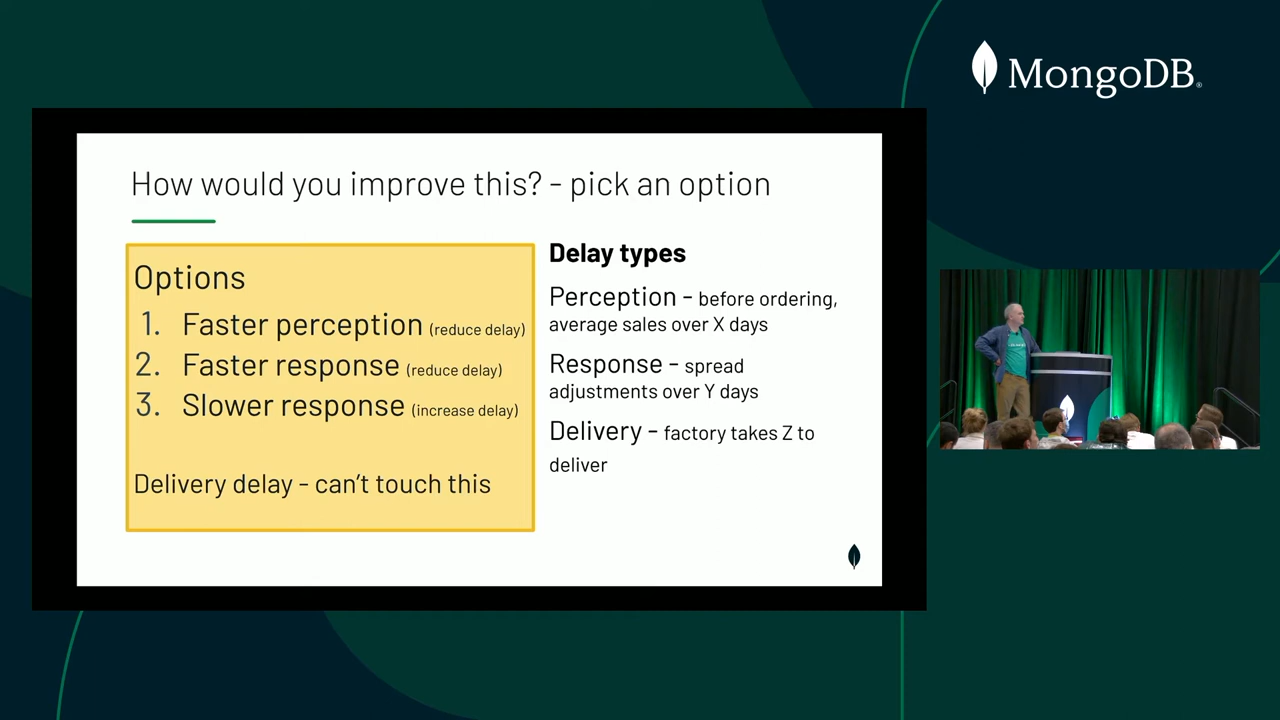 MongoDB®
How would you improve this? - pick an option
Options
1. Faster perception (reduce delay)
2. Faster response (reduce delay)
3. Slower response (increase delay)
Delivery delay - can't touch this
Delay types
Perception - before ordering,
average sales over X days
Response - spread
adjustments over Y days
Delivery - factory takes Z to
deliver